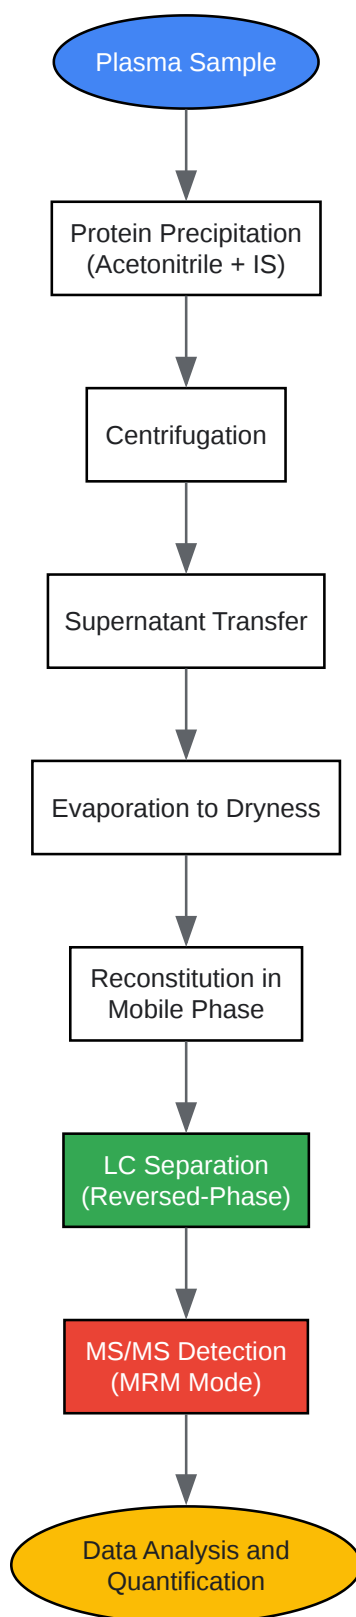 Plasma Sample
Protein Precipitation
(Acetonitrile + IS)
Centrifugation
Supernatant Transfer
Evaporation to Dryness
Reconstitution in
Mobile Phase
LC Separation
(Reversed-Phase)
MS/MS Detection
(MRM Mode)
Data Analysis and
Quantification